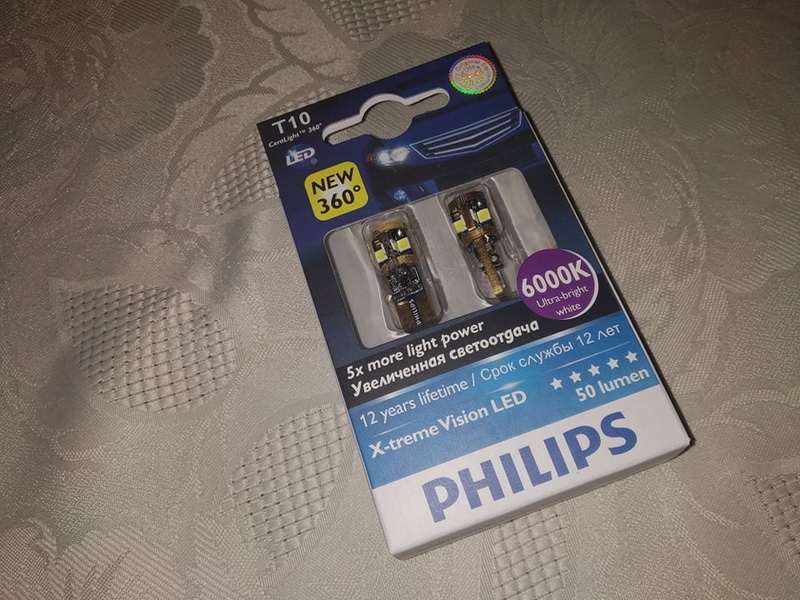 T10
CeraLight™ 360°
LED
NEW
360°
PHILIPS
6000K
Ultra-bright
white
5x more light power
Увеличенная светоотдача
12 years lifetime / Срок службы 12 лет
X-treme Vision LED
50 lumen
PHILIPS